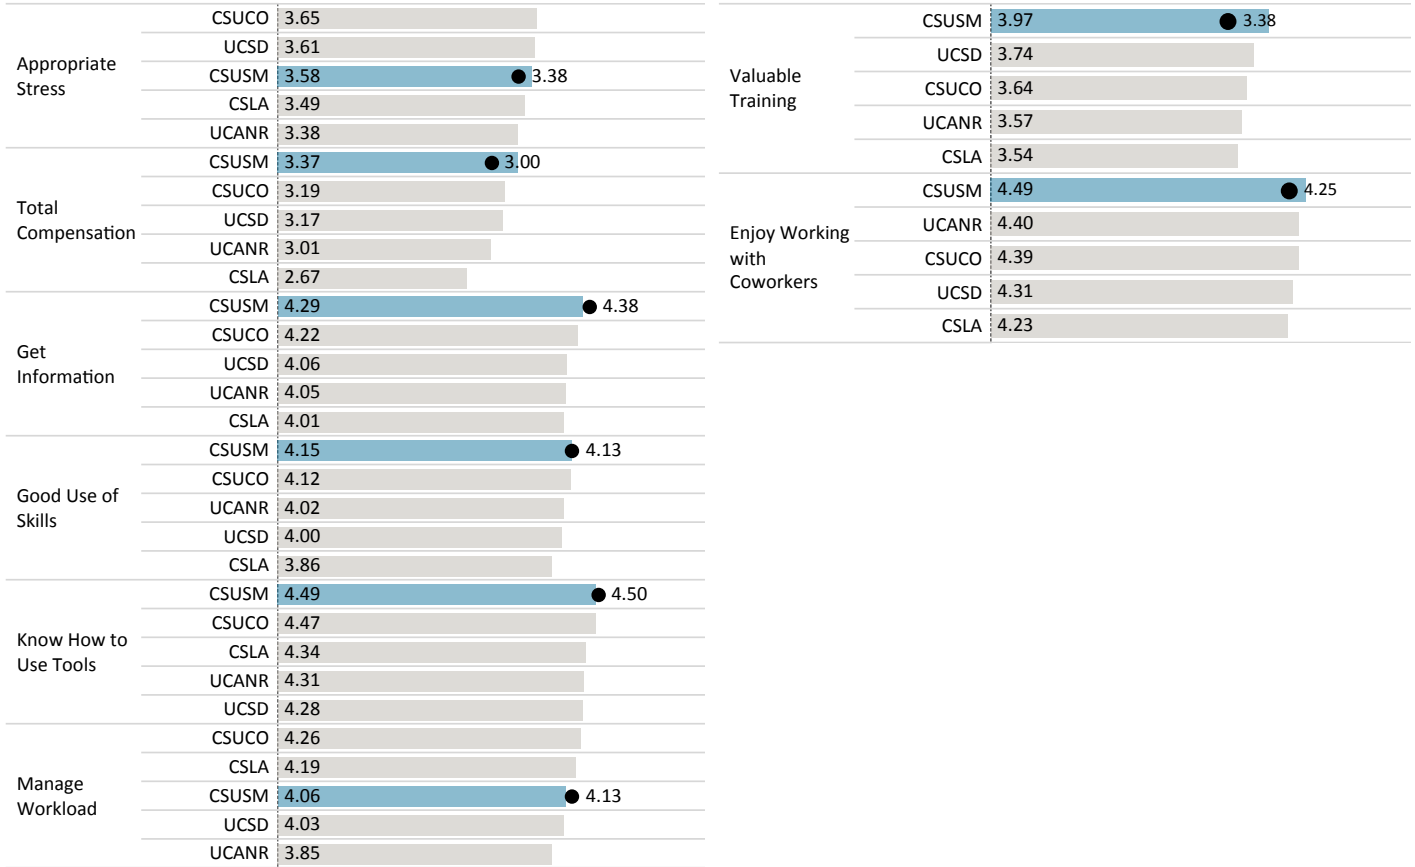 Appropriate
Stress
CSUCO 3.65
UCSD 3.61
CSUSM 3.58 3.38
CSLA 3.49
UCANR 3.38
Total
Compensation
CSUSM 3.37 3.00
CSUCO 3.19
UCSD 3.17
UCANR 3.01
CSLA 2.67
Get
Information
CSUSM 4.29 4.38
CSUCO 4.22
UCSD 4.06
UCANR 4.05
CSLA 4.01
Good Use of
Skills
CSUSM 4.15 4.13
CSUCO 4.12
UCANR 4.02
UCSD 4.00
CSLA 3.86
Know How to
Use Tools
CSUSM 4.49 4.50
CSUCO 4.47
CSLA 4.34
UCANR 4.31
UCSD 4.28
Manage
Workload
CSUCO 4.26
CSLA 4.19
CSUSM 4.06 4.13
UCSD 4.03
UCANR 3.85
Valuable
Training
CSUSM 3.97 3.38
UCSD 3.74
CSUCO 3.64
UCANR 3.57
CSLA 3.54
Enjoy Working
with
Coworkers
CSUSM 4.49 4.25
UCANR 4.40
CSUCO 4.39
UCSD 4.31
CSLA 4.23